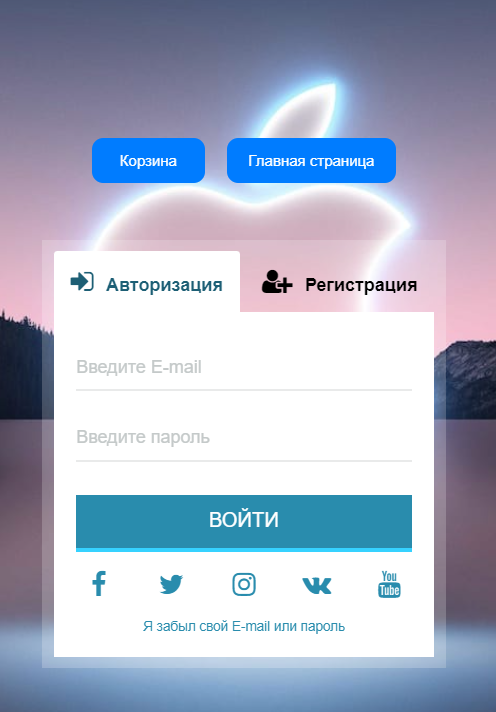 Корзина
Главная страница
Авторизация
Регистрация
Введите E-mail
Введите пароль
ВОЙТИ
You Tube
Я забыл свой E-mail или пароль